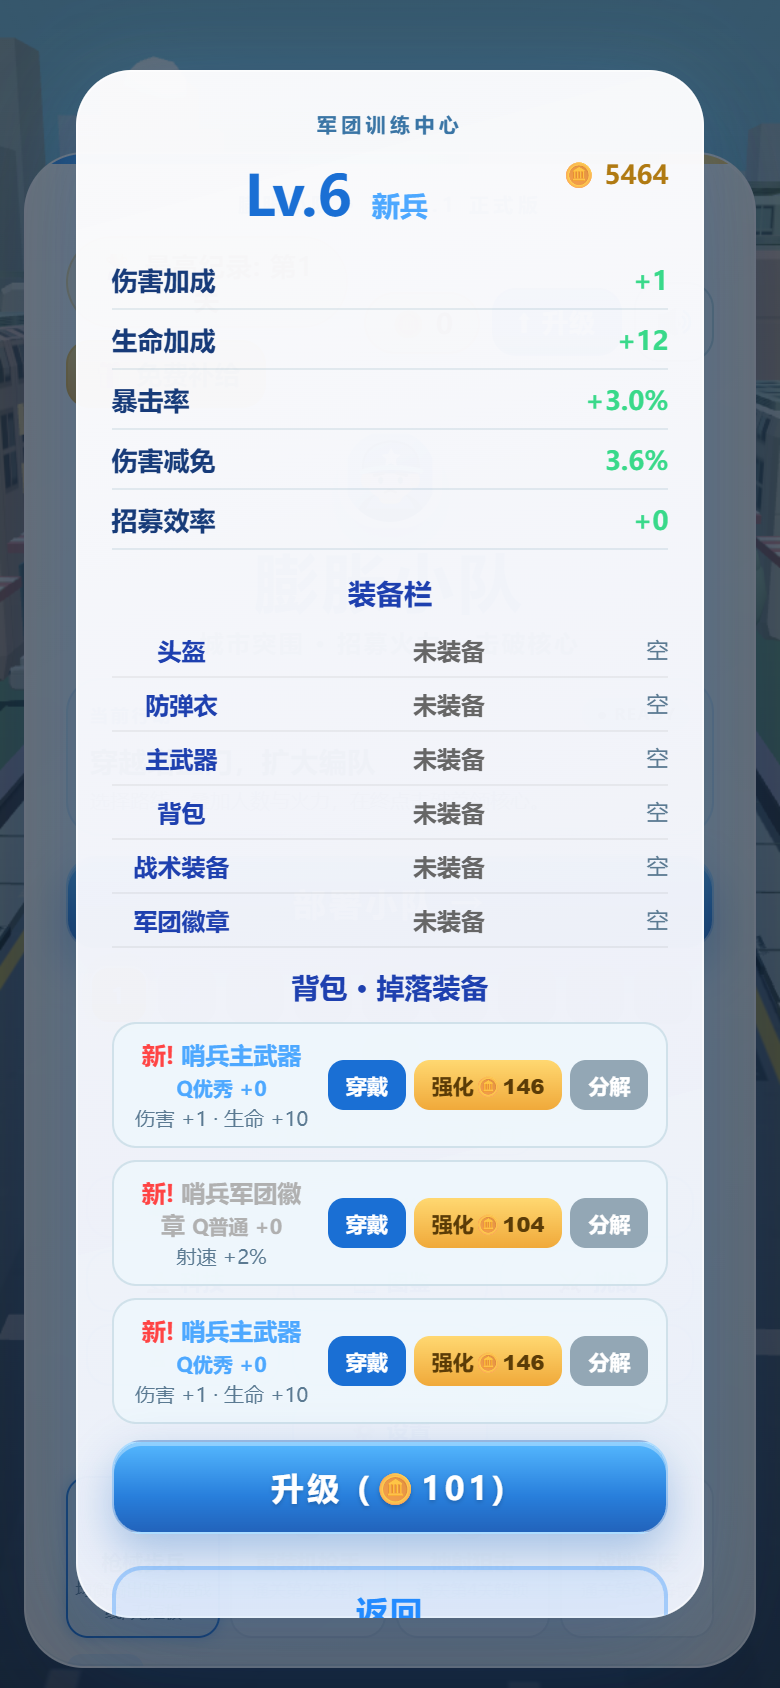 军团训练中心
Lv.6 新兵
5464
伤害加成 +1
生命加成 +12
暴击率 +3.0%
伤害减免 3.6%
招募效率 +0
装备栏
头盔 未装备 空
防弹衣 未装备 空
主武器 未装备 空
背包 未装备 空
战术装备 未装备 空
军团徽章 未装备 空
背包·掉落装备
新! 哨兵主武器
Q优秀 +0
伤害 +1 · 生命 +10
穿戴 强化 146 分解
新! 哨兵军团徽
章 Q普通 +0
射速 +2%
穿戴 强化 104 分解
新! 哨兵主武器
Q优秀 +0
伤害 +1 · 生命 +10
穿戴 强化 146 分解
升级 ( 101)
返回